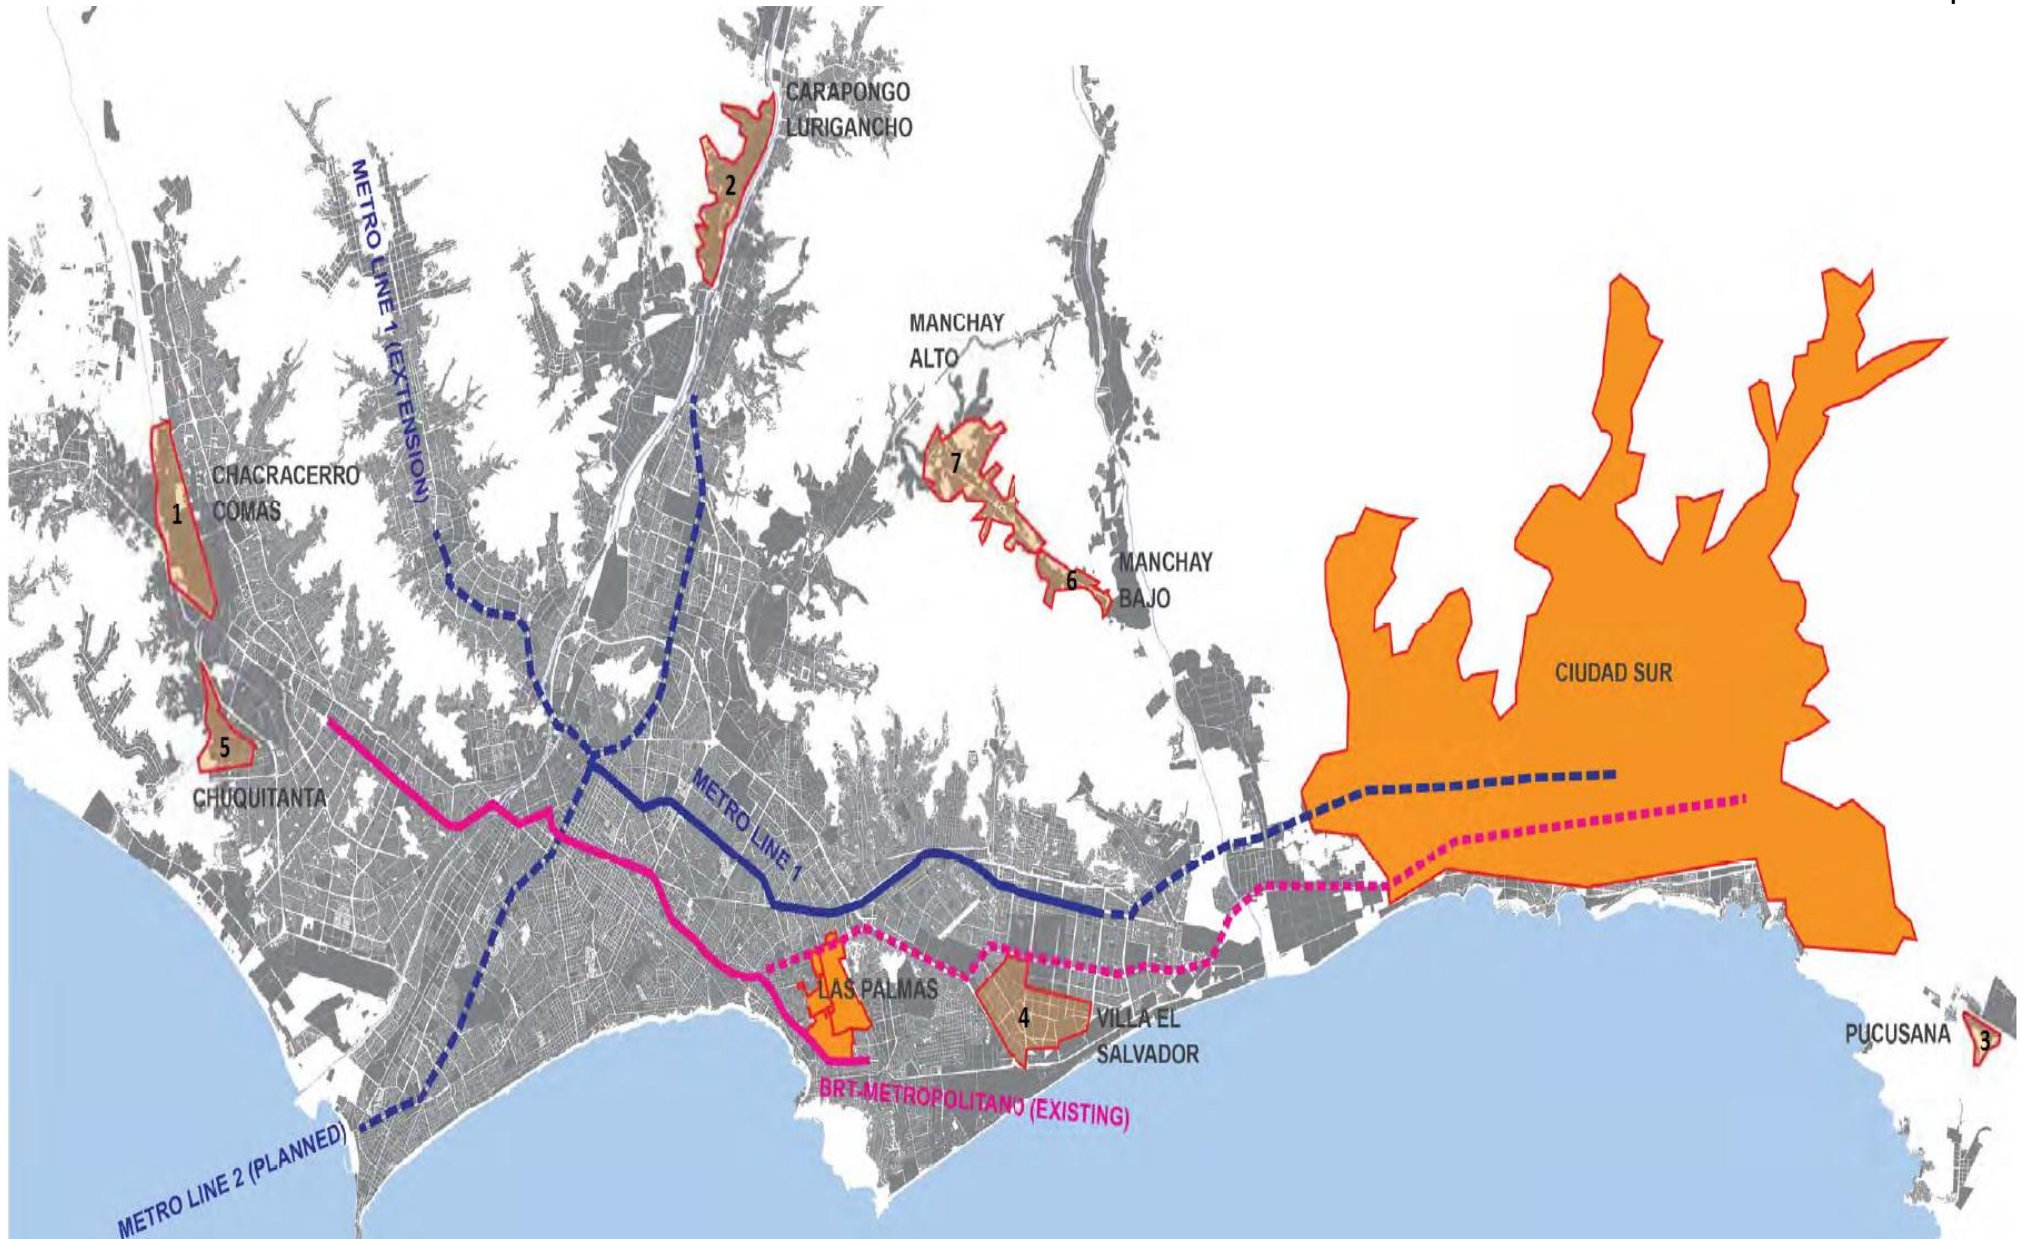 CARAPONGO
LURIGANCHO
2
METRO LINE 1 (EXTENSION)
MANCHAY
ALTO
7
CHACRACERRO
COMAS
1
MANCHAY
BAJO
6
CIUDAD SUR
5
CHUQUITANTA
METRO LINE 1
LAS PALMAS
4
VILLA EL
SALVADOR
PUCUSANA
3
BRT-METROPOLITANO (EXISTING)
METRO LINE 2 (PLANNED)